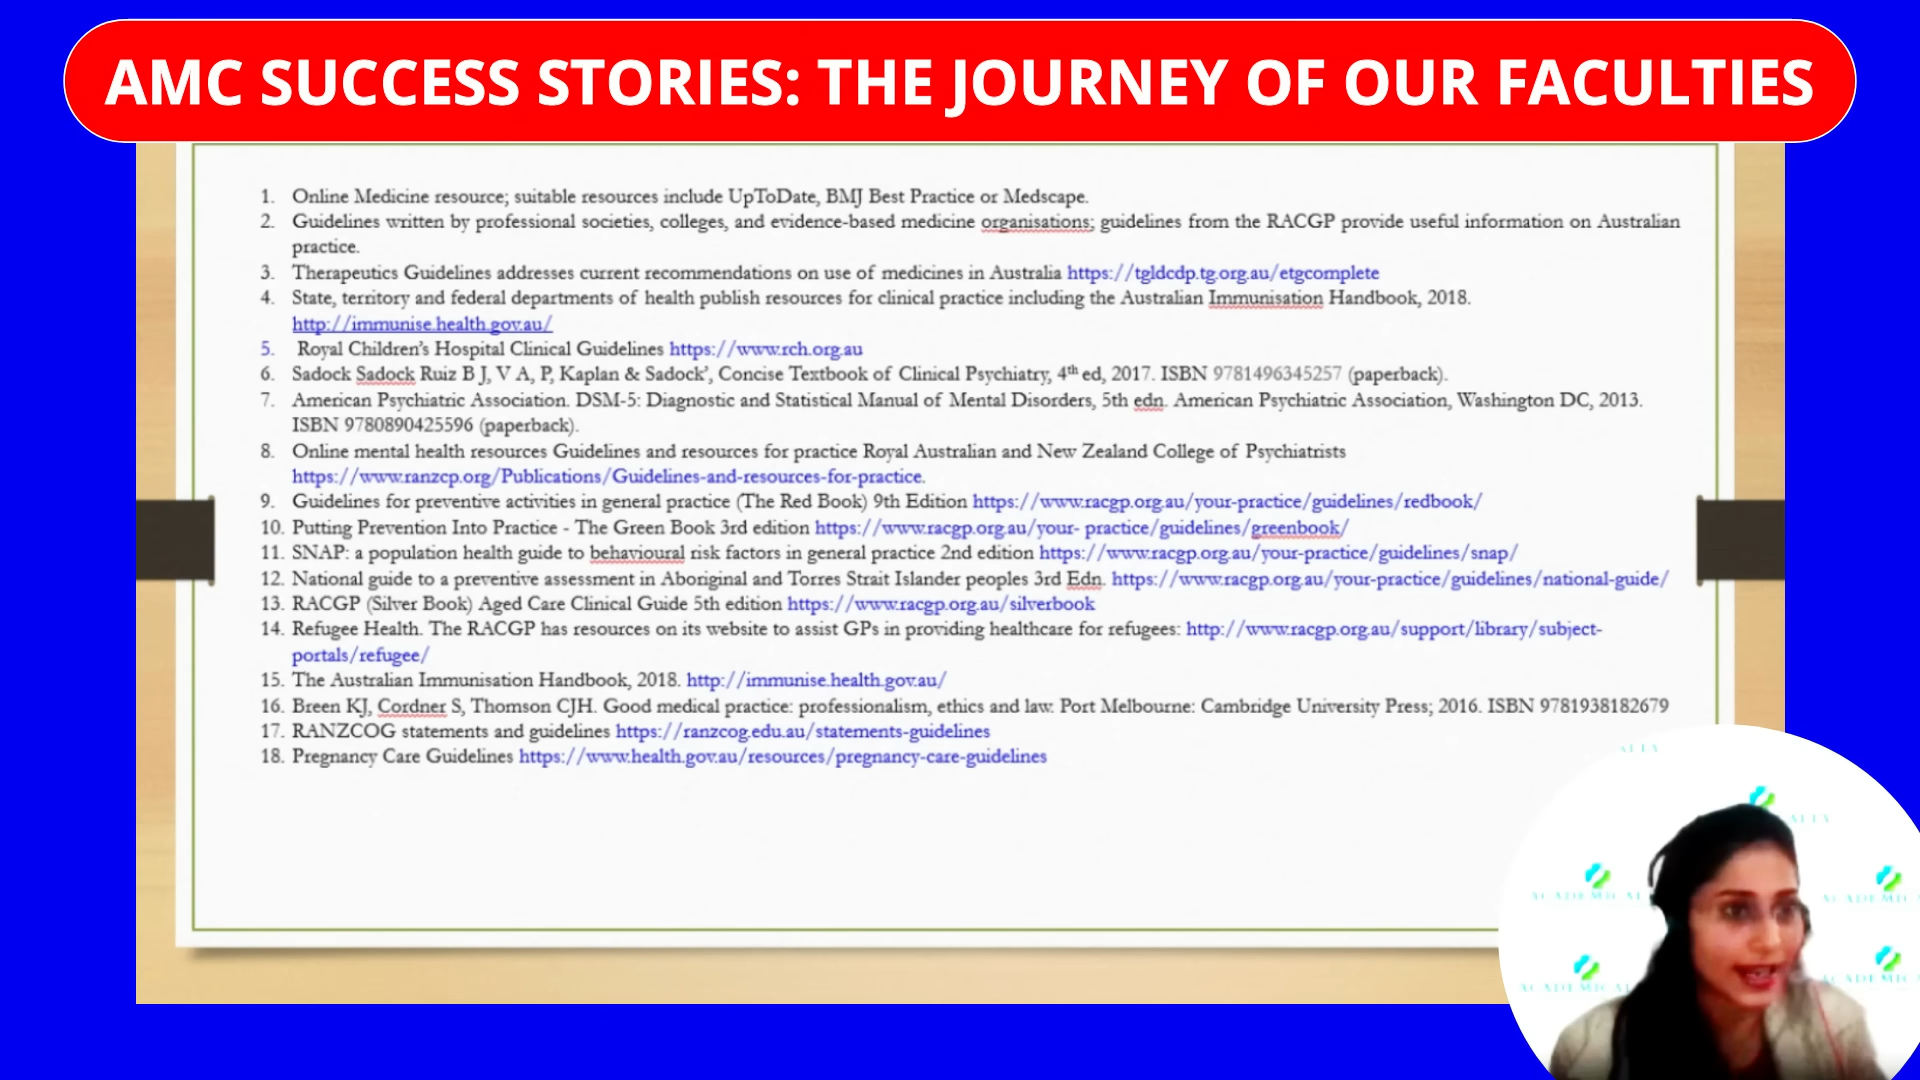 AMC SUCCESS STORIES: THE JOURNEY OF OUR FACULTIES
1. Online Medicine resource; suitable resources include UpToDate, BMJ Best Practice or Medscape.
2. Guidelines written by professional societies, colleges, and evidence-based medicine organisations; guidelines from the RACGP provide useful information on Australian
practice.
3. Therapeutics Guidelines addresses current recommendations on use of medicines in Australia https://tgldcdp.tg.org.au/etgcomplete
4. State, territory and federal departments of health publish resources for clinical practice including the Australian Immunisation Handbook, 2018.
http://immunise.health.gov.au/
5. Royal Children's Hospital Clinical Guidelines https://www.rch.org.au
6. Sadock Sadock Ruiz B J, V A, P, Kaplan & Sadock', Concise Textbook of Clinical Psychiatry, 4th ed, 2017. ISBN 9781496345257 (paperback).
7. American Psychiatric Association. DSM-5: Diagnostic and Statistical Manual of Mental Disorders, 5th edn. American Psychiatric Association, Washington DC, 2013.
ISBN 9780890425596 (paperback).
8. Online mental health resources Guidelines and resources for practice Royal Australian and New Zealand College of Psychiatrists
https://www.ranzcp.org/Publications/Guidelines-and-resources-for-practice.
9. Guidelines for preventive activities in general practice (The Red Book) 9th Edition https://www.racgp.org.au/your-practice/guidelines/redbook/
10. Putting Prevention Into Practice - The Green Book 3rd edition https://www.racgp.org.au/your- practice/guidelines/greenbook/
11. SNAP: a population health guide to behavioural risk factors in general practice 2nd edition https://www.racgp.org.au/your-practice/guidelines/snap/
12. National guide to a preventive assessment in Aboriginal and Torres Strait Islander peoples 3rd Edn. https://www.racgp.org.au/your-practice/guidelines/national-guide/
13. RACGP (Silver Book) Aged Care Clinical Guide 5th edition https://www.racgp.org.au/silverbook
14. Refugee Health. The RACGP has resources on its website to assist GPs in providing healthcare for refugees: http://www.racgp.org.au/support/library/subject-
portals/refugee/
15. The Australian Immunisation Handbook, 2018. http://immunise.health.gov.au/
16. Breen KJ, Cordner S, Thomson CJH. Good medical practice: professionalism, ethics and law. Port Melbourne: Cambridge University Press; 2016. ISBN 9781938182679
17. RANZCOG statements and guidelines https://ranzcog.edu.au/statements-guidelines
18. Pregnancy Care Guidelines https://www.health.gov.au/resources/pregnancy-care-guidelines